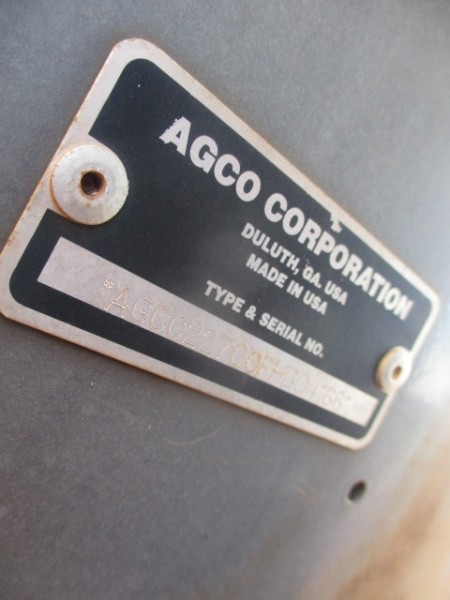 AGCO CORPORATION
DULUTH, GA, USA
MADE IN USA
TYPE & SERIAL NO.